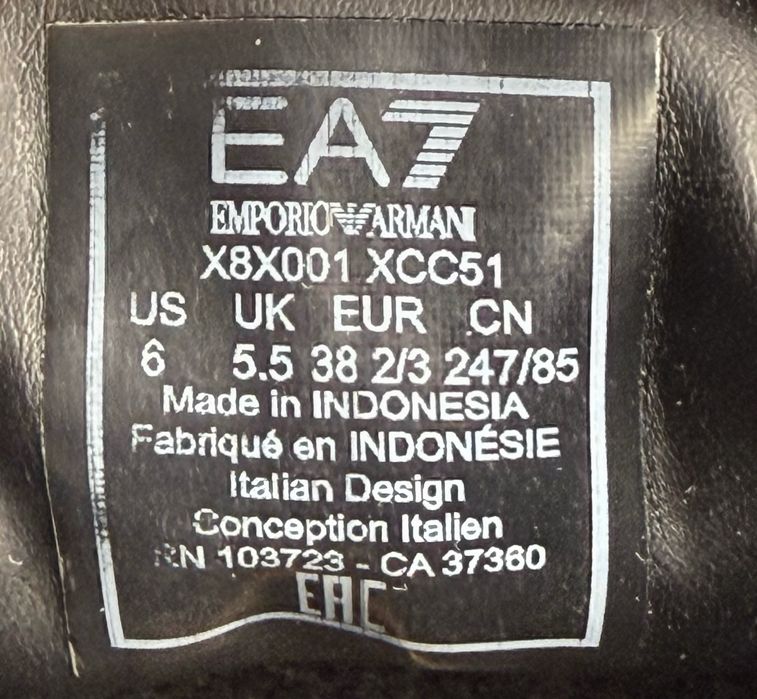 EA7
EMPORIO ARMANI
X8X001 XCC51
US UK EUR CN
6 5.5 38 2/3 247/85
Made in INDONESIA
Fabriqué en INDONÉSIE
Italian Design
Conception Italien
RN 103723 - CA 37360
EAC